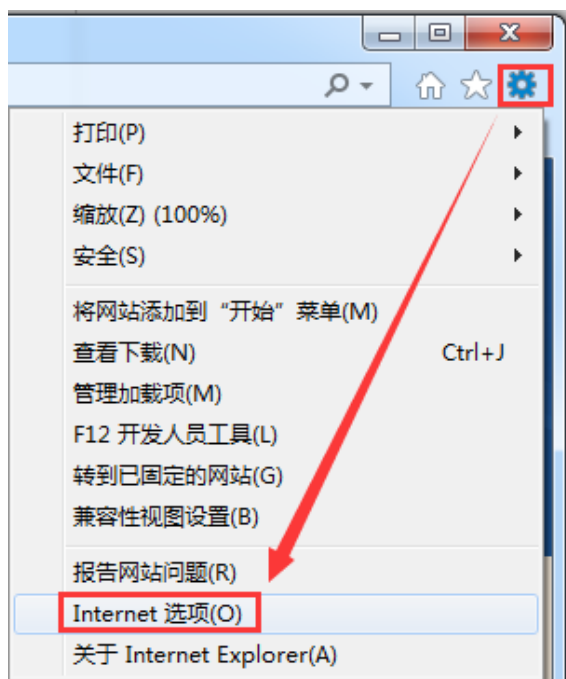 打印(P)
文件(F)
缩放(Z) (100%)
安全(S)
将网站添加到“开始”菜单(M)
查看下载(N) Ctrl+J
管理加载项(M)
F12 开发人员工具(L)
转到已固定的网站(G)
兼容性视图设置(B)
报告网站问题(R)
Internet 选项(O)
关于 Internet Explorer(A)